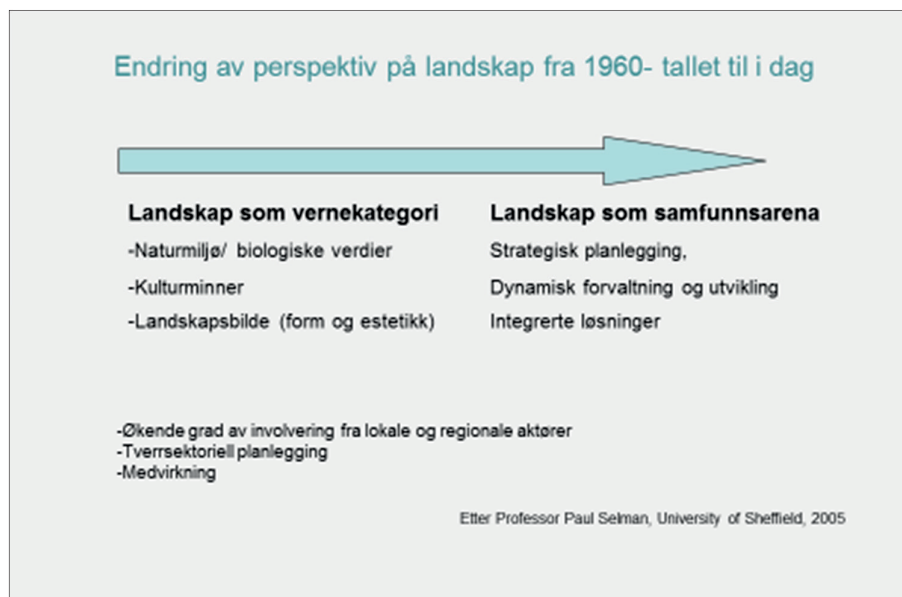 Endring av perspektiv på landskap fra 1960- tallet til i dag
Landskap som vernekategori
-Naturmiljø/ biologiske verdier
-Kulturminner
-Landskapsbilde (form og estetikk)
Landskap som samfunnsarena
Strategisk planlegging,
Dynamisk forvaltning og utvikling
Integrerte løsninger
-Økende grad av involvering fra lokale og regionale aktører
-Tverrsektoriell planlegging
-Medvirkning
Etter Professor Paul Selman, University of Sheffield, 2005